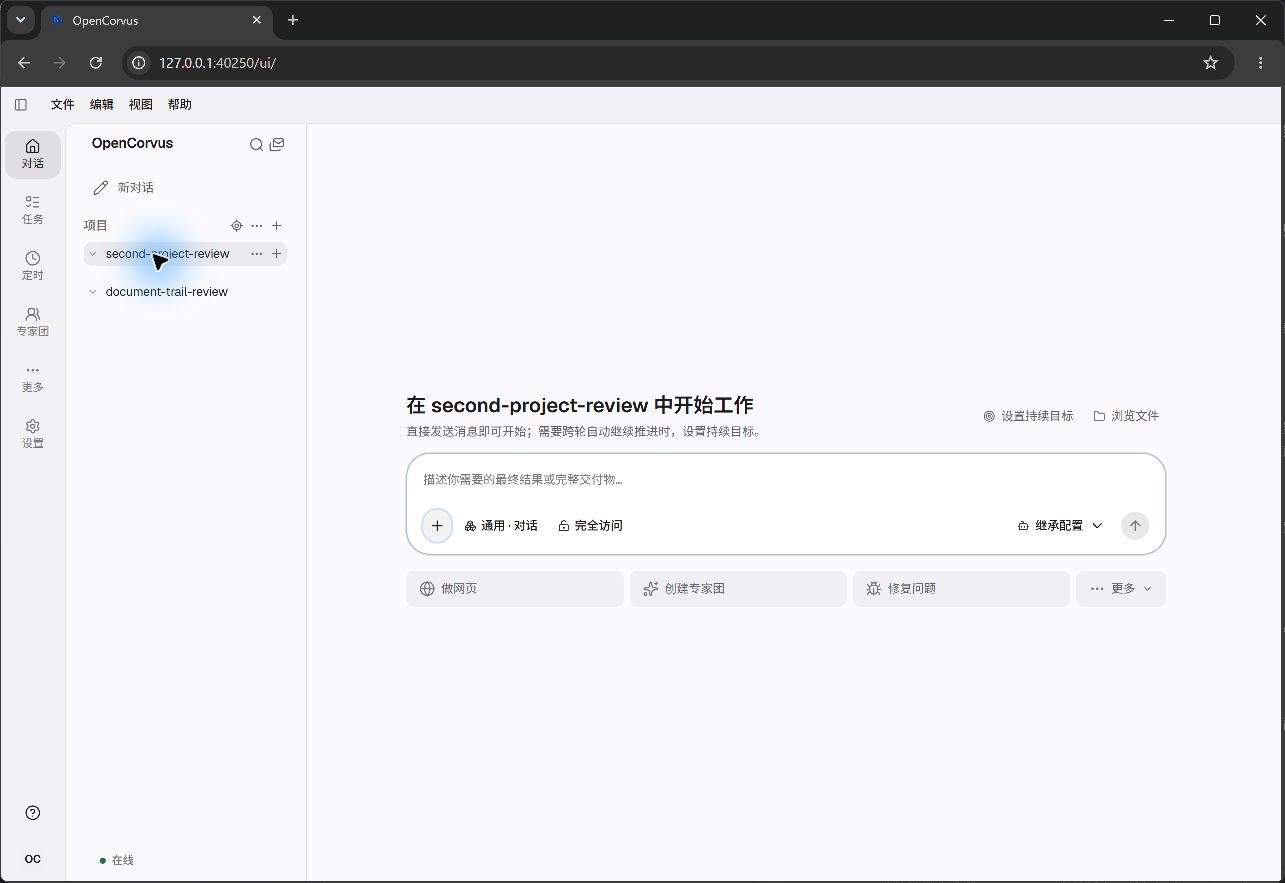 OpenCorvus
127.0.0.1:40250/ui/
文件 编辑 视图 帮助
对话
任务
定时
专家团
更多
设置
OC
OpenCorvus
新对话
项目
second-project-review
document-trail-review
在线
在 second-project-review 中开始工作
直接发送消息即可开始；需要跨轮自动继续推进时，设置持续目标。
设置持续目标 浏览文件
描述你需要的最终结果或完整交付物...
通用 · 对话 完全访问 继承配置
做网页 创建专家团 修复问题 更多